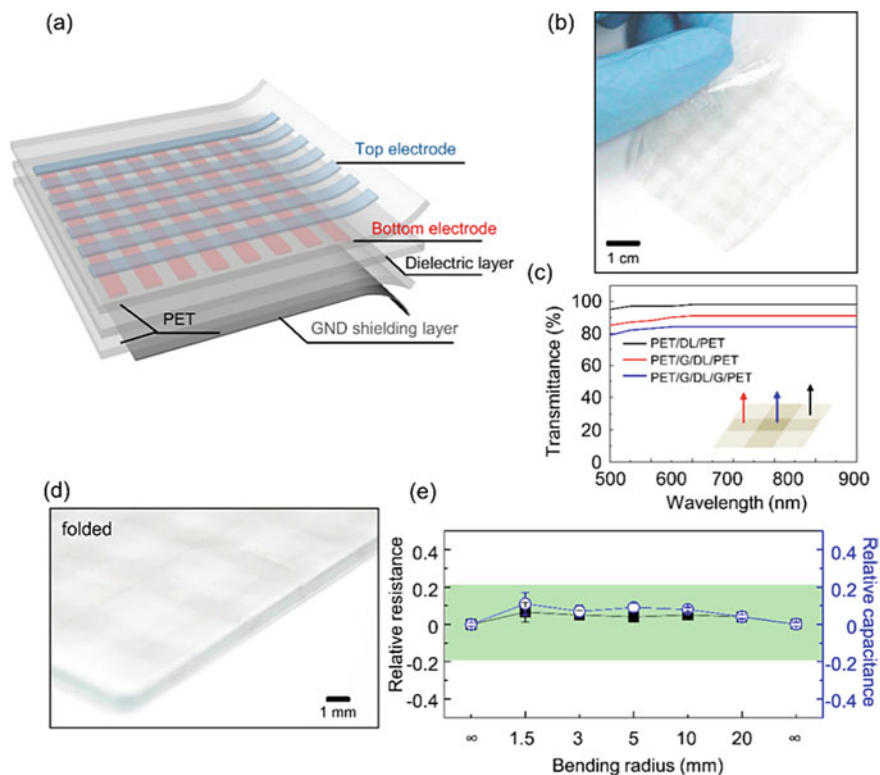 (a)
Top electrode
Bottom electrode
Dielectric layer
PET
GND shielding layer
(b)
1 cm
(c)
Transmittance (%)
100
80
60
40
20
0
PET/DL/PET
PET/G/DL/PET
PET/G/DL/G/PET
500 600 700 800 800 900
Wavelength (nm)
(d)
folded
1 mm
(e)
Relative resistance
0.4
0.2
0
-0.2
-0.4
0.4
0.2
0.0
-0.2
-0.4
Relative capacitance
∞ 1.5 3 5 10 20 ∞
Bending radius (mm)